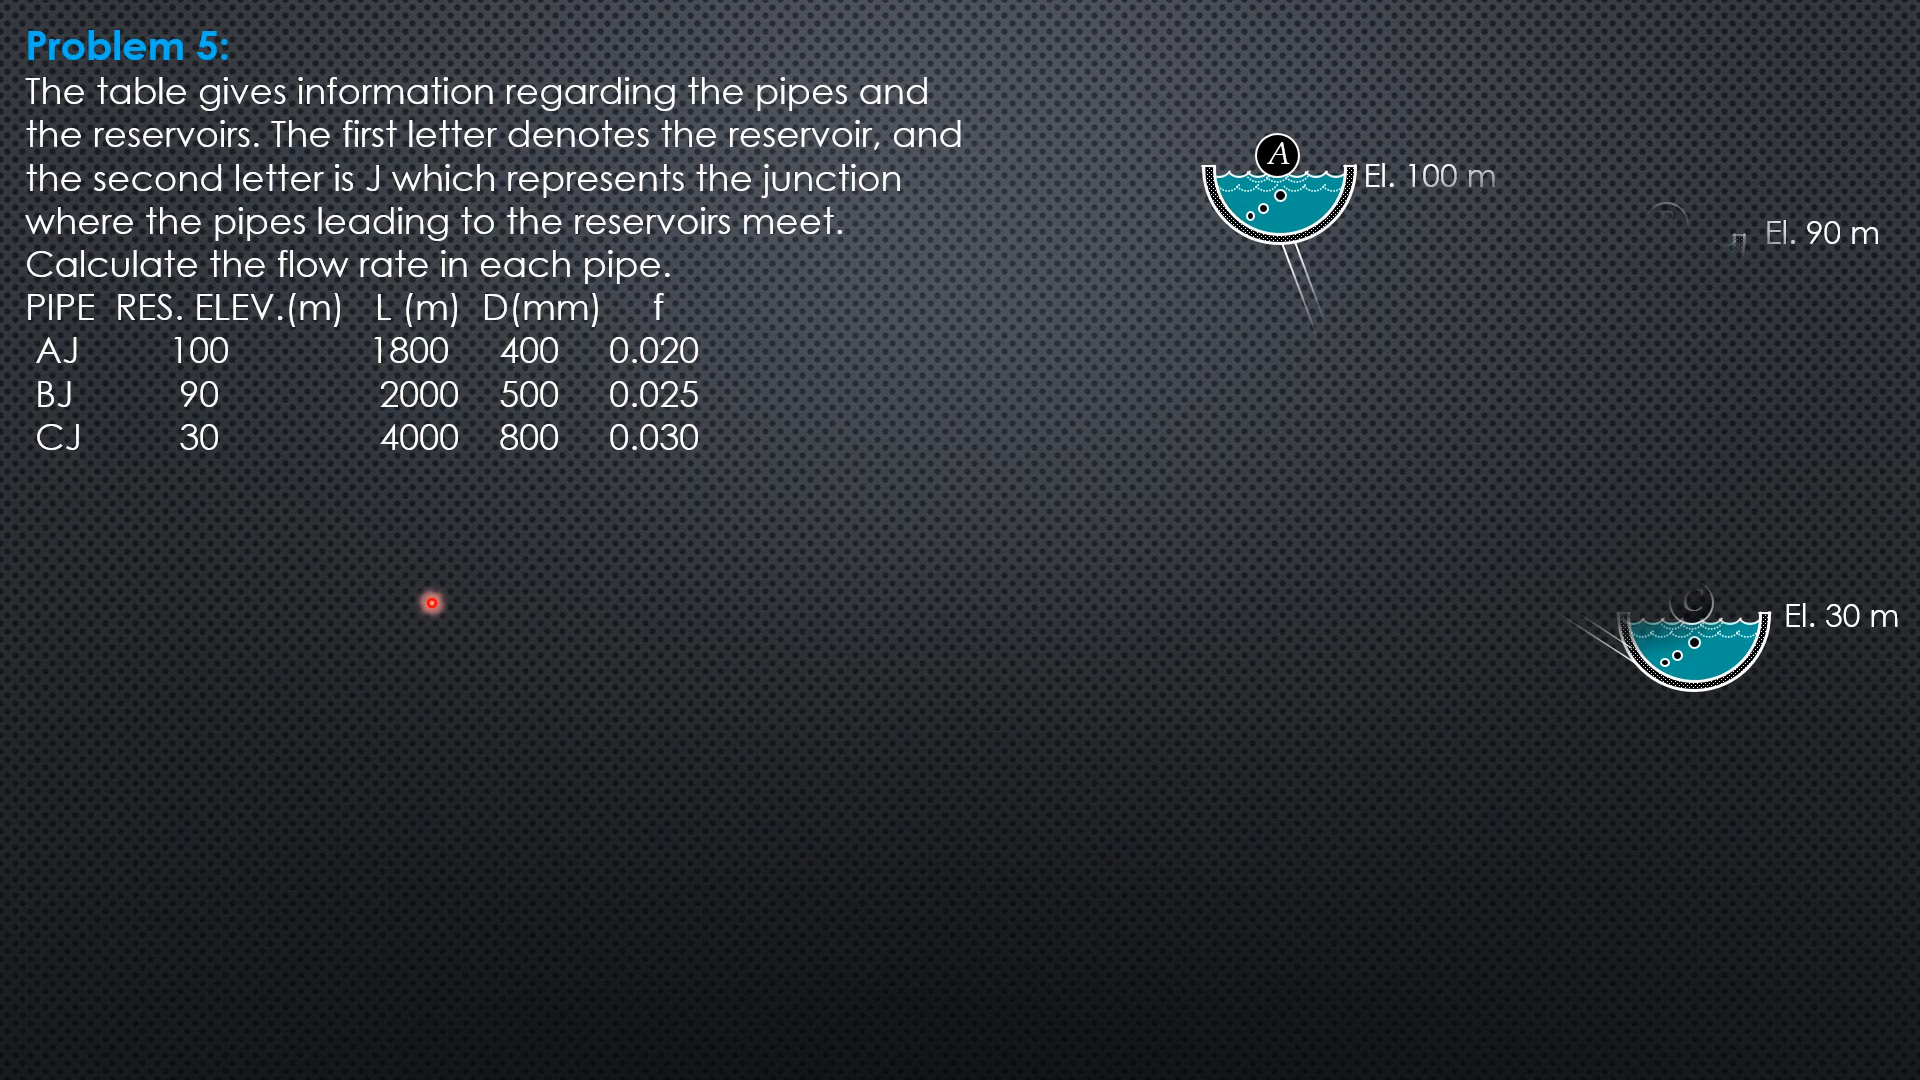 Problem 5:
The table gives information regarding the pipes and
the reservoirs. The first letter denotes the reservoir, and
the second letter is J which represents the junction
where the pipes leading to the reservoirs meet.
Calculate the flow rate in each pipe.
PIPE RES. ELEV.(m) L (m) D(mm) f
AJ 100 1800 400 0.020
BJ 90 2000 500 0.025
CJ 30 4000 800 0.030
A
El. 100 m
El. 90 m
C
El. 30 m